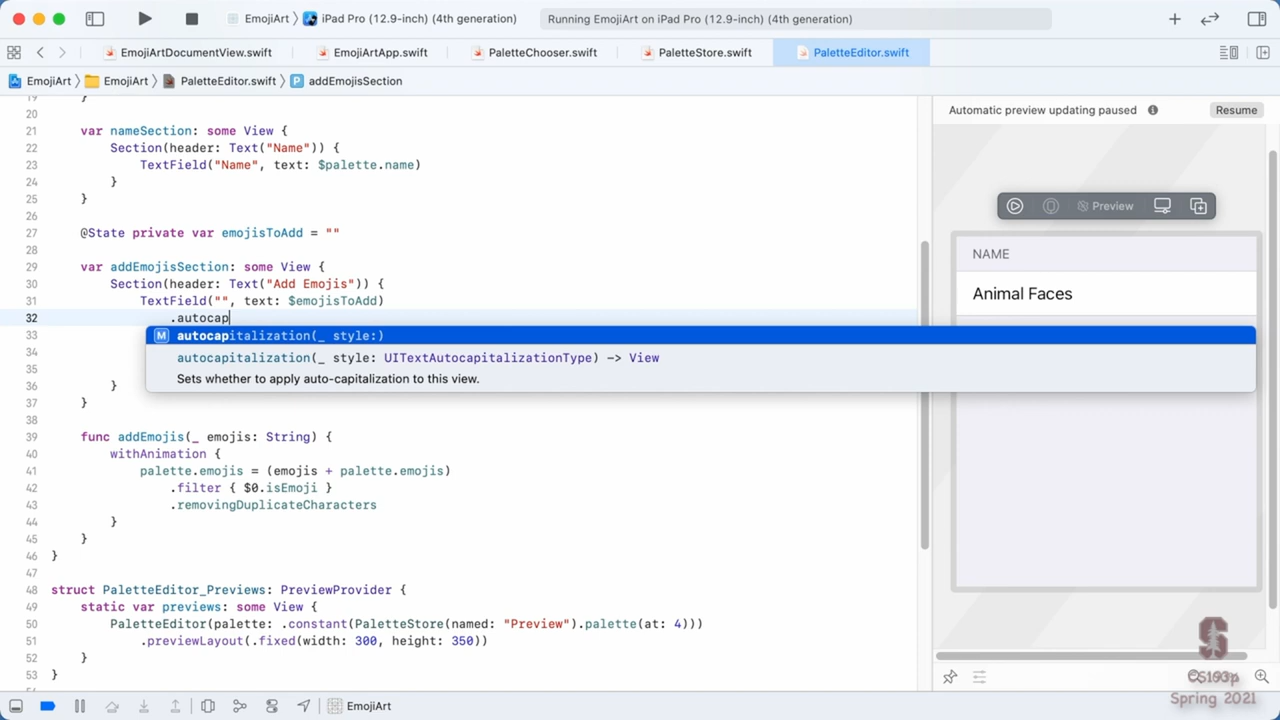 EmojiArt iPad Pro (12.9-inch) (4th generation) Running EmojiArt on iPad Pro (12.9-inch) (4th generation)
EmojiArtDocumentView.swift EmojiArtApp.swift PaletteChooser.swift PaletteStore.swift PaletteEditor.swift
EmojiArt EmojiArt PaletteEditor.swift addEmojisSection
19 }
20
21 var nameSection: some View {
22 Section(header: Text("Name")) {
23 TextField("Name", text: $palette.name)
24 }
25 }
26
27 @State private var emojisToAdd = ""
28
29 var addEmojisSection: some View {
30 Section(header: Text("Add Emojis")) {
31 TextField("", text: $emojisToAdd)
32 .autocap
33 M autocapitalization(_ style:)
34 autocapitalization(_ style: UITextAutocapitalizationType) -> View
35 Sets whether to apply auto-capitalization to this view.
36 }
37 }
38
39 func addEmojis(_ emojis: String) {
40 withAnimation {
41 palette.emojis = (emojis + palette.emojis)
42 .filter { $0.isEmoji }
43 .removingDuplicateCharacters
44 }
45 }
46 }
47
48 struct PaletteEditor_Previews: PreviewProvider {
49 static var previews: some View {
50 PaletteEditor(palette: .constant(PaletteStore(named: "Preview").palette(at: 4)))
51 .previewLayout(.fixed(width: 300, height: 350))
52 }
53 }
Automatic preview updating paused Resume
Preview
NAME
Animal Faces
CS193p
Spring 2021
EmojiArt